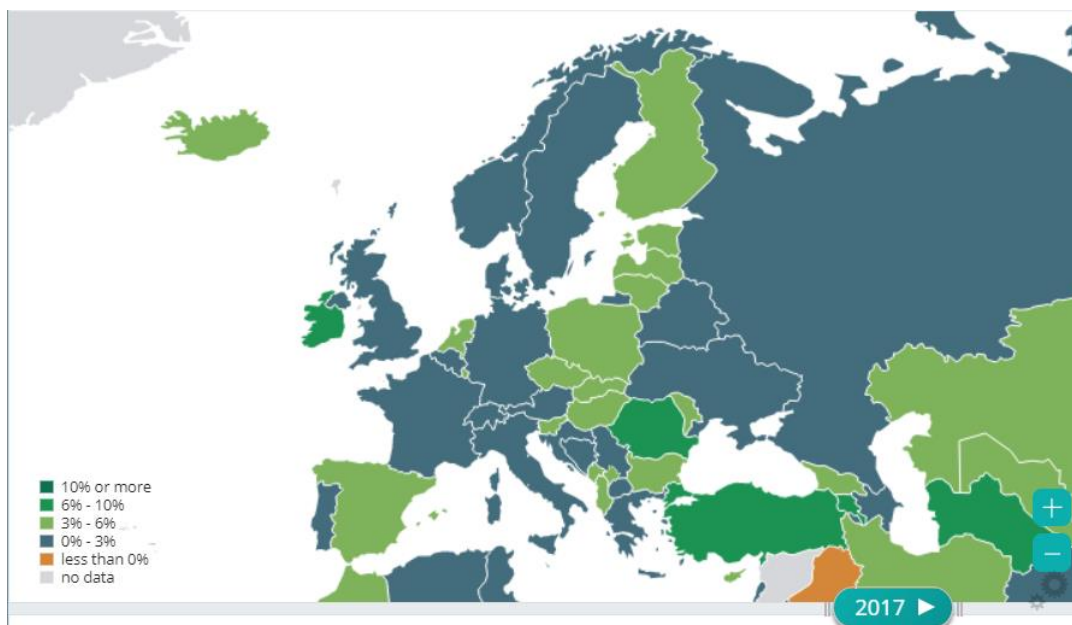 10% or more
6% - 10%
3% - 6%
0% - 3%
less than 0%
no data
+
−
2017